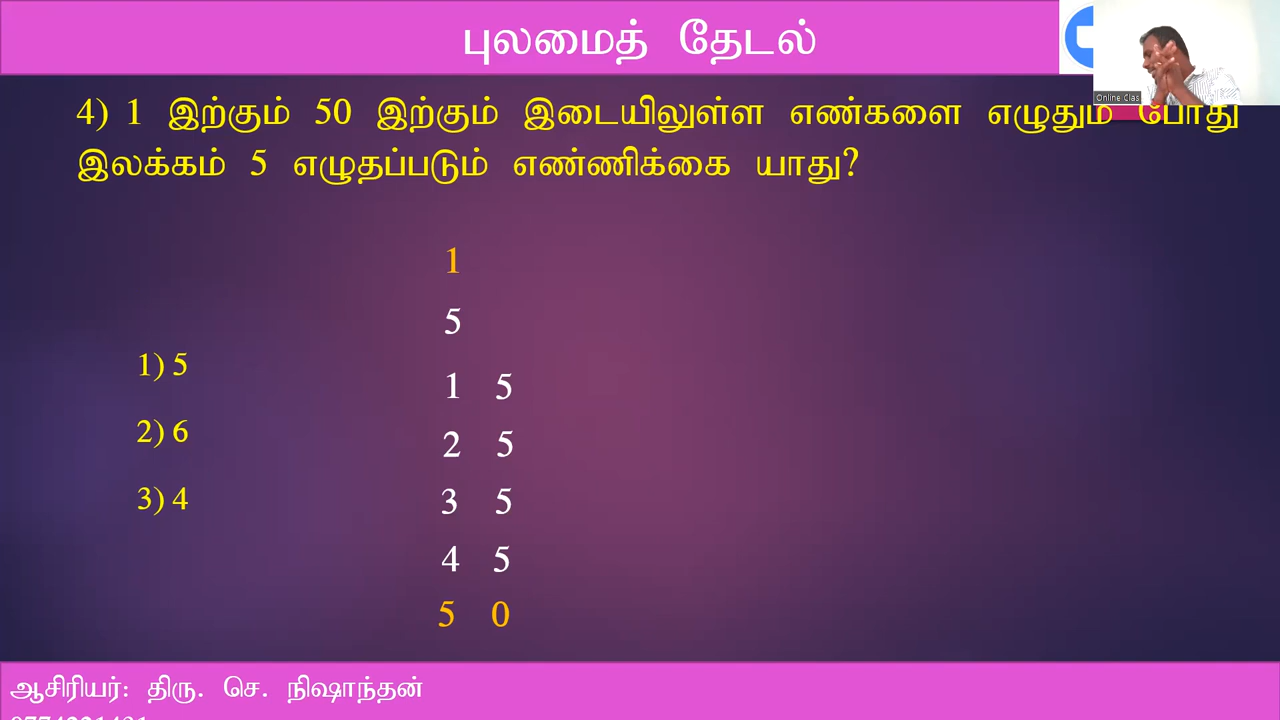 புலமைத் தேடல்
Online Clas
4) 1 இற்கும் 50 இற்கும் இடையிலுள்ள எண்களை எழுதும் போது
இலக்கம் 5 எழுதப்படும் எண்ணிக்கை யாது?
1
5
1 5
2 5
3 5
4 5
5 0
1) 5
2) 6
3) 4
ஆசிரியர்: திரு. செ. நிஷாந்தன்